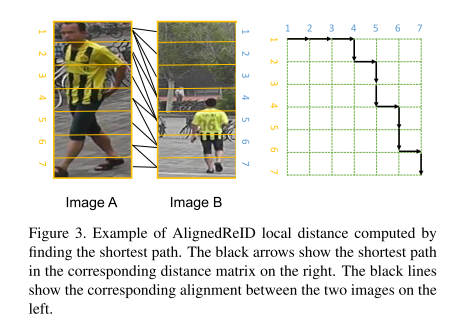 1 2 3 4 5 6 7
1
2
3
4
5
6
7
1
2
3
4
5
6
7
1
2
3
4
5
6
7
Image A
Image B
Figure 3. Example of AlignedReID local distance computed by
finding the shortest path. The black arrows show the shortest path
in the corresponding distance matrix on the right. The black lines
show the corresponding alignment between the two images on the
left.